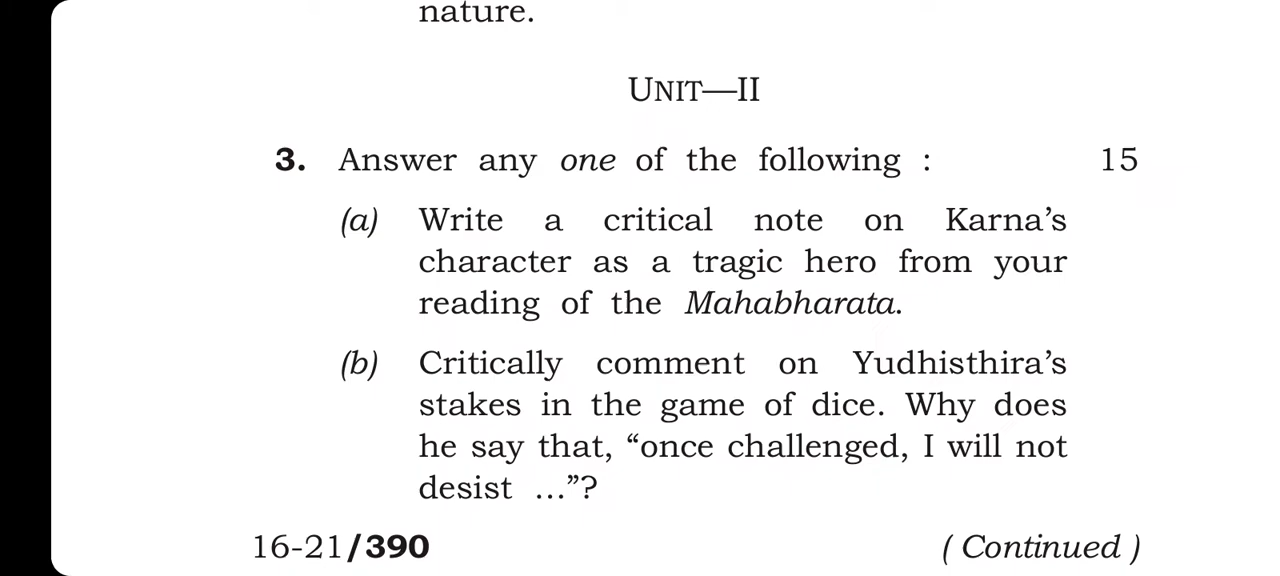 nature.
UNIT—II
3. Answer any one of the following : 15
(a) Write a critical note on Karna’s
character as a tragic hero from your
reading of the Mahabharata.
(b) Critically comment on Yudhisthira’s
stakes in the game of dice. Why does
he say that, “once challenged, I will not
desist ...”?
16-21/390 ( Continued )